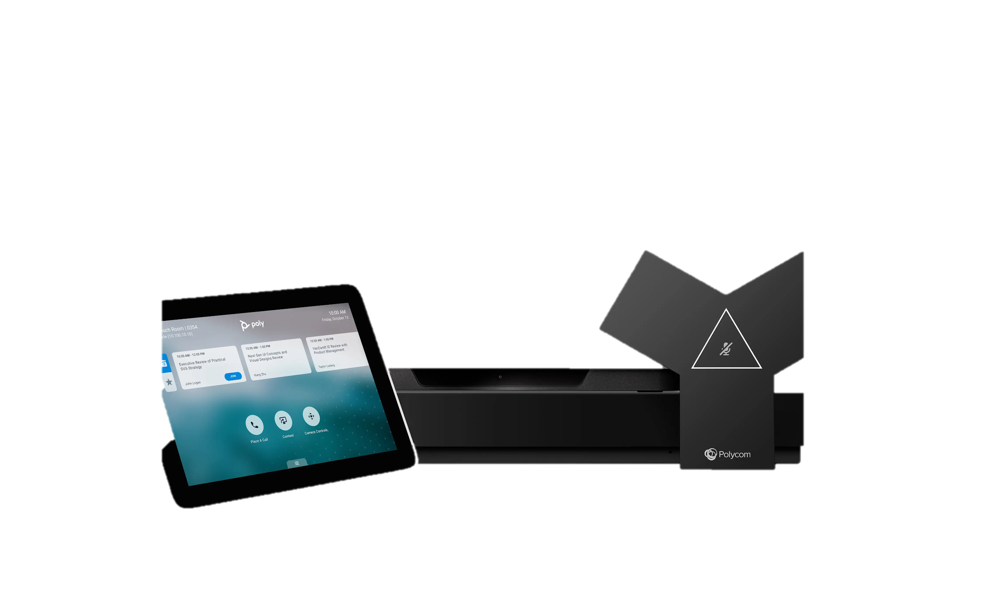 uch Room | 0354
ate (10.100.10.10)
poly
10:00 AM
Friday, October 13
10:00 AM - 12:00 PM
Executive Review of Practical
SVG Strategy
John Logan
JOIN
12:00 AM - 1:00 PM
Next Gen UI Concepts and
Visual Designs Review
Hung Zhu
12:00 AM - 1:00 PM
VanZandt ID Review with
Product Management
Taylor Ludwig
Place A Call
Content
Camera Controls
Polycom